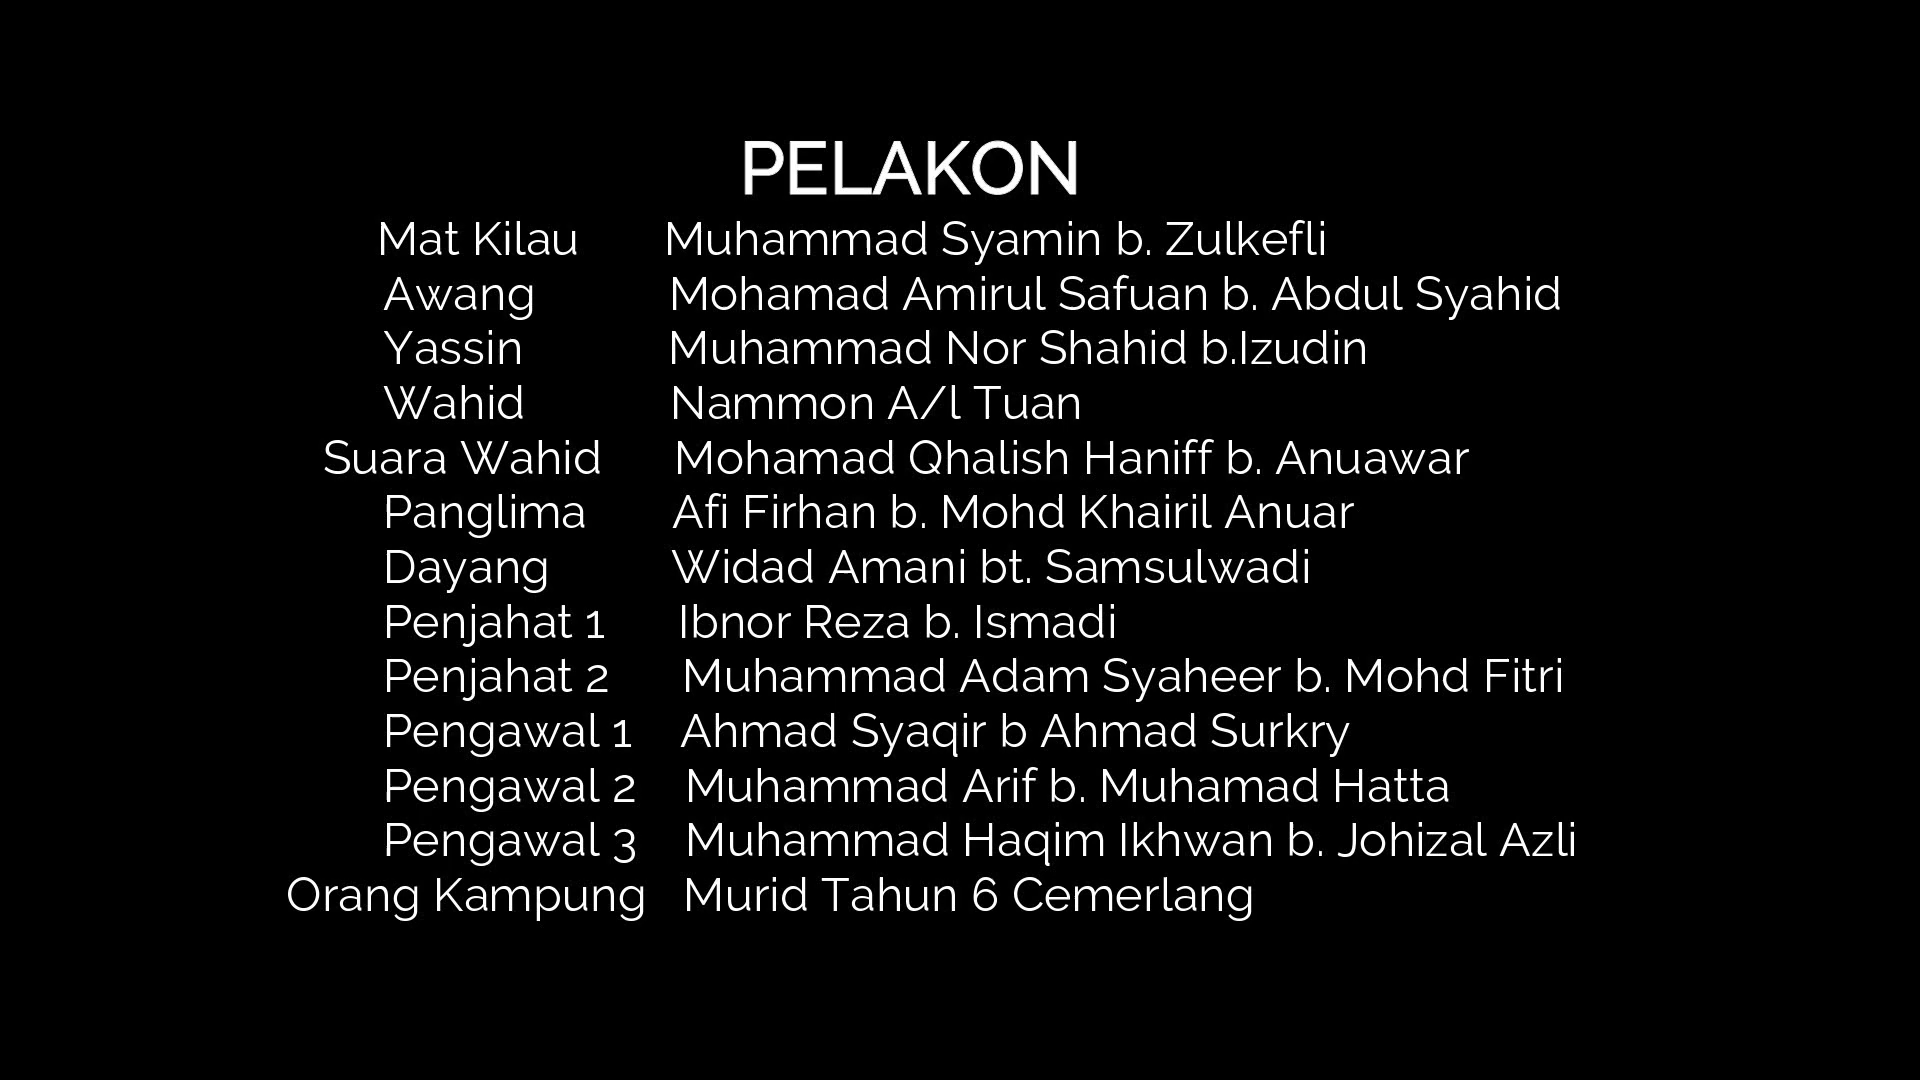 PELAKON
Mat Kilau Muhammad Syamin b. Zulkefli
Awang Mohamad Amirul Safuan b. Abdul Syahid
Yassin Muhammad Nor Shahid b.Izudin
Wahid Nammon A/l Tuan
Suara Wahid Mohamad Qhalish Haniff b. Anuawar
Panglima Afi Firhan b. Mohd Khairil Anuar
Dayang Widad Amani bt. Samsulwadi
Penjahat 1 Ibnor Reza b. Ismadi
Penjahat 2 Muhammad Adam Syaheer b. Mohd Fitri
Pengawal 1 Ahmad Syaqir b Ahmad Surkry
Pengawal 2 Muhammad Arif b. Muhamad Hatta
Pengawal 3 Muhammad Haqim Ikhwan b. Johizal Azli
Orang Kampung Murid Tahun 6 Cemerlang